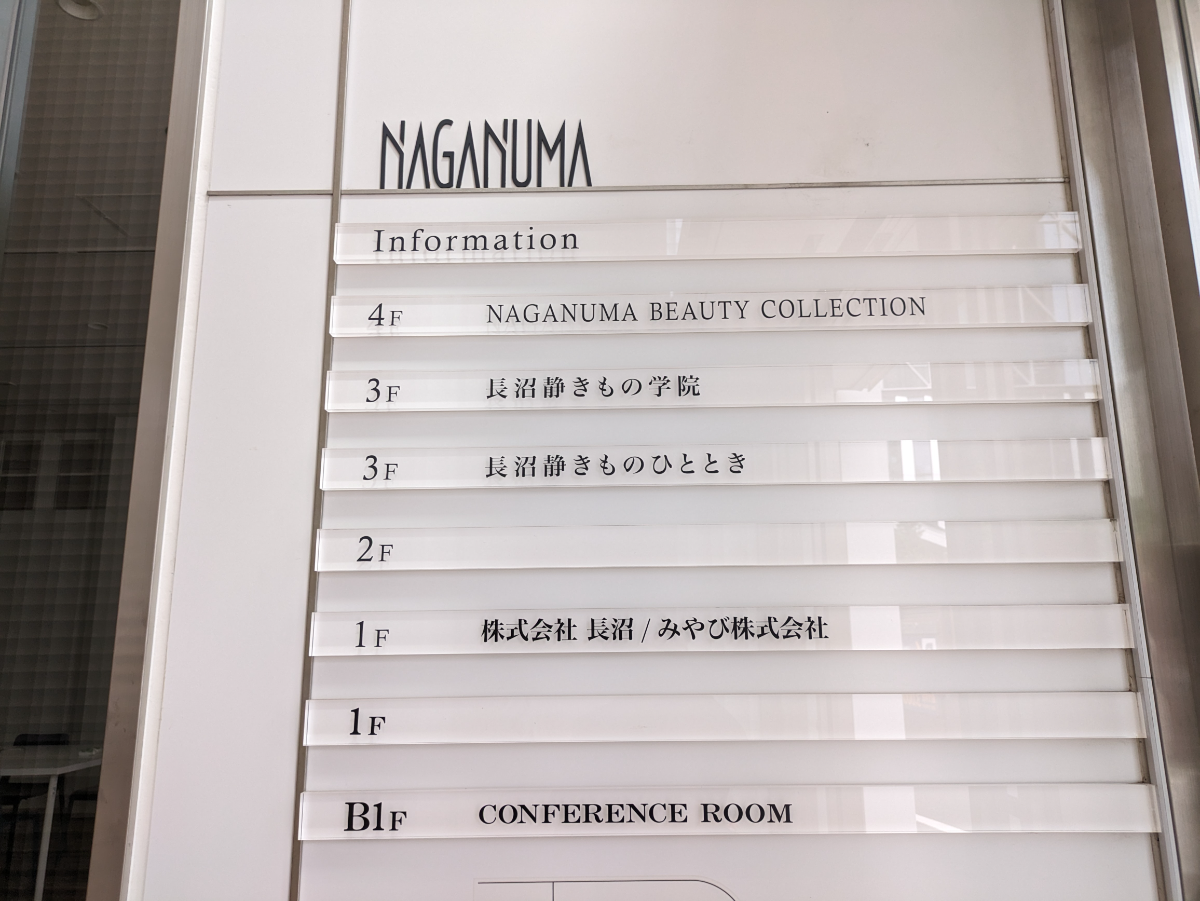 NAGANUMA
Information
4F NAGANUMA BEAUTY COLLECTION
3F 長沼静きもの学院
3F 長沼静きものひととき
2F
1F 株式会社 長沼 / みやび株式会社
1F
B1F CONFERENCE ROOM